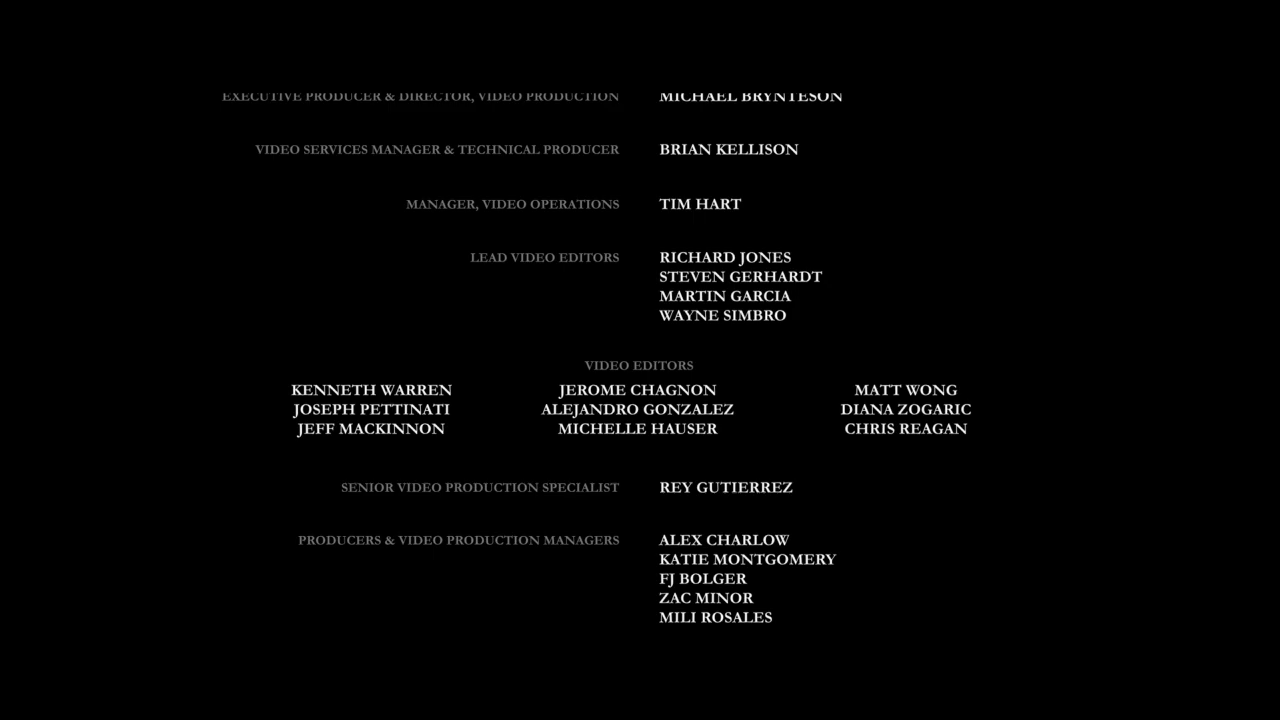 EXECUTIVE PRODUCER & DIRECTOR, VIDEO PRODUCTION MICHAEL BRYNTESON
VIDEO SERVICES MANAGER & TECHNICAL PRODUCER BRIAN KELLISON
MANAGER, VIDEO OPERATIONS TIM HART
LEAD VIDEO EDITORS RICHARD JONES
STEVEN GERHARDT
MARTIN GARCIA
WAYNE SIMBRO
VIDEO EDITORS
KENNETH WARREN JEROME CHAGNON MATT WONG
JOSEPH PETTINATI ALEJANDRO GONZALEZ DIANA ZOGARIC
JEFF MACKINNON MICHELLE HAUSER CHRIS REAGAN
SENIOR VIDEO PRODUCTION SPECIALIST REY GUTIERREZ
PRODUCERS & VIDEO PRODUCTION MANAGERS ALEX CHARLOW
KATIE MONTGOMERY
FJ BOLGER
ZAC MINOR
MILI ROSALES